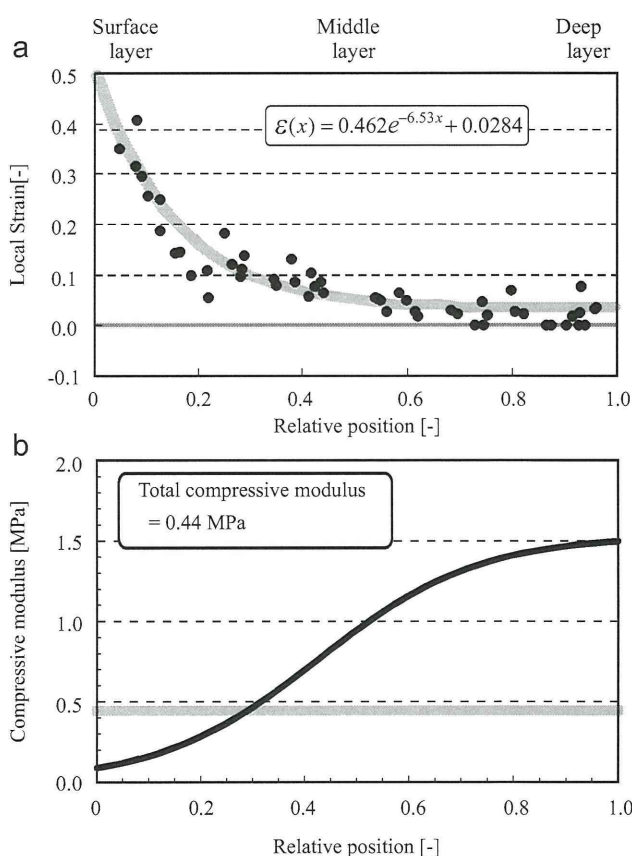 Surface layer
Middle layer
Deep layer
a
0.5
0.4
0.3
0.2
0.1
0.0
-0.1
Local Strain[-]
ε(x) = 0.462e^{-6.53x} + 0.0284
0
0.2
0.4
0.6
0.8
1.0
Relative position [-]
b
2.0
1.5
1.0
0.5
0.0
Compressive modulus [MPa]
Total compressive modulus
= 0.44 MPa
0
0.2
0.4
0.6
0.8
1.0
Relative position [-]